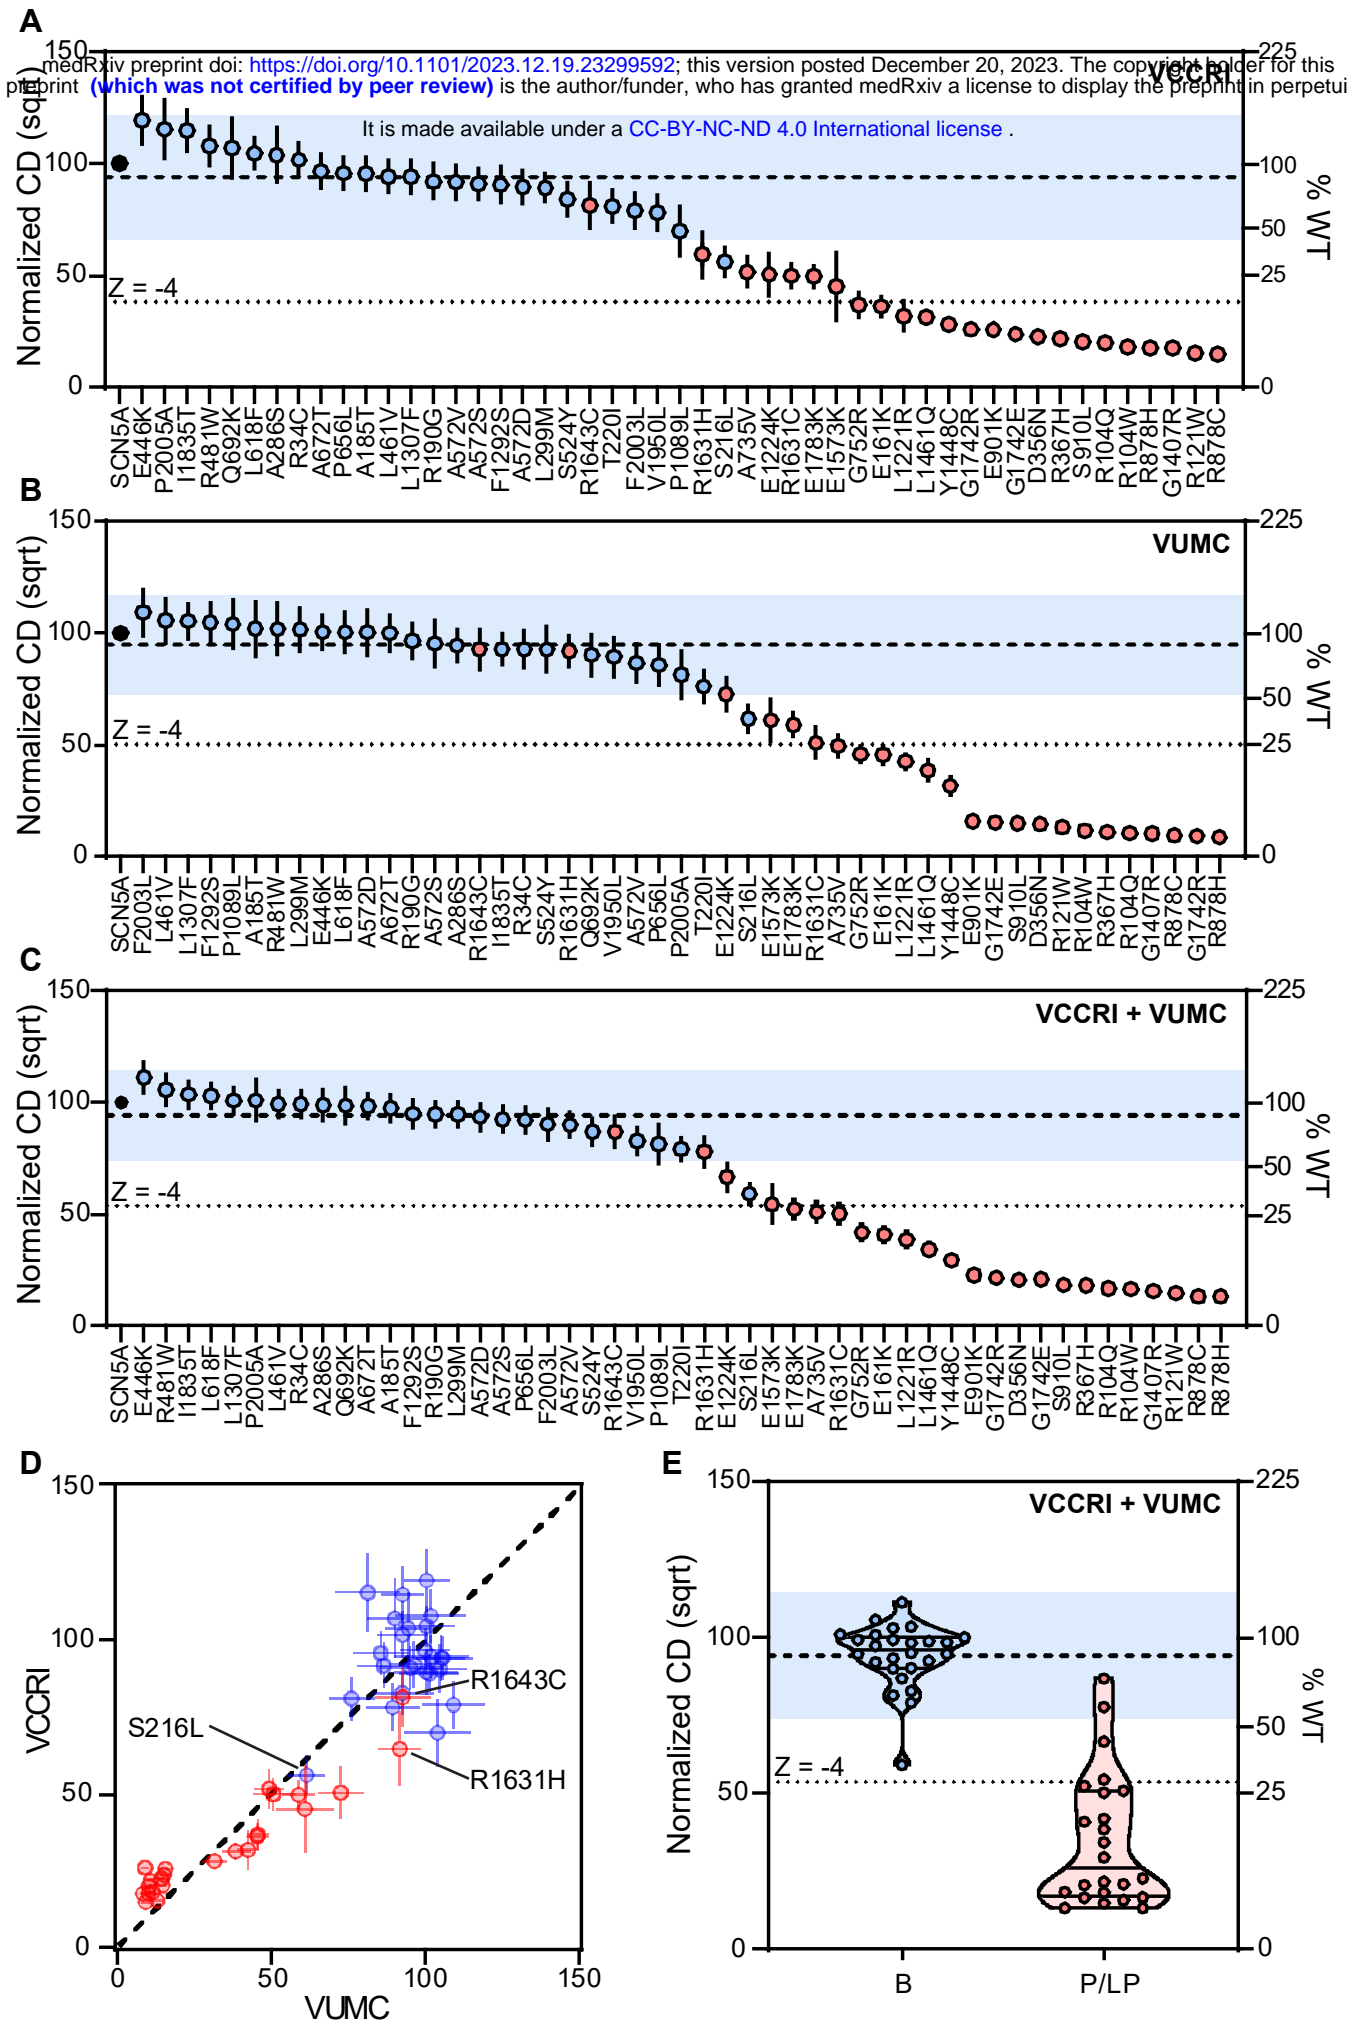 A
medRxiv preprint doi: https://doi.org/10.1101/2023.12.19.23299592; this version posted December 20, 2023. The copyright holder for this
preprint (which was not certified by peer review) is the author/funder, who has granted medRxiv a license to display the preprint in perpetui
It is made available under a CC-BY-NC-ND 4.0 International license .
VCCRI
Normalized CD (sqrt)
150
100
50
0
225
100
50
25
0
% WT
Z = -4
SCN5A E446K P2005A I1835T R481W Q692K L618F A286S R34C A672T P656L A185T L461V L1307F R190G A572V A572S F1292S A572D L299M S524Y R1643C T220I F2003L V1950L P1089L R1631H S216L A735V E1224K R1631C E1783K E1573K G752R E161K L1221R L1461Q Y1448C G1742R E901K G1742E D356N R367H S910L R104Q R104W R878H G1407R R121W R878C
B
VUMC
Normalized CD (sqrt)
150
100
50
0
225
100
50
25
0
% WT
Z = -4
SCN5A F2003L L461V L1307F F1292S P1089L A185T R481W L299M E446K L618F A572D A672T R190G A572S A286S R1643C I1835T R34C S524Y R1631H Q692K V1950L A572V P656L P2005A T220I E1224K S216L E1573K E1783K R1631C A735V G752R E161K L1221R L1461Q Y1448C E901K G1742E S910L D356N R121W R104W R367H R104Q G1407R R878C G1742R R878H
C
VCCRI + VUMC
Normalized CD (sqrt)
150
100
50
0
225
100
50
25
0
% WT
Z = -4
SCN5A E446K R481W I1835T L618F L1307F P2005A L461V R34C A286S Q692K A672T A185T F1292S R190G L299M A572D A572S P656L F2003L A572V S524Y R1643C V1950L P1089L T220I R1631H E1224K S216L E1573K E1783K A735V R1631C G752R E161K L1221R L1461Q Y1448C E901K G1742R D356N G1742E S910L R367H R104Q R104W G1407R R121W R878C R878H
D
VCCRI
150
100
50
0
S216L
R1643C
R1631H
0 50 100 150
VUMC
E
VCCRI + VUMC
Normalized CD (sqrt)
150
100
50
0
225
100
50
25
0
% WT
Z = -4
B P/LP